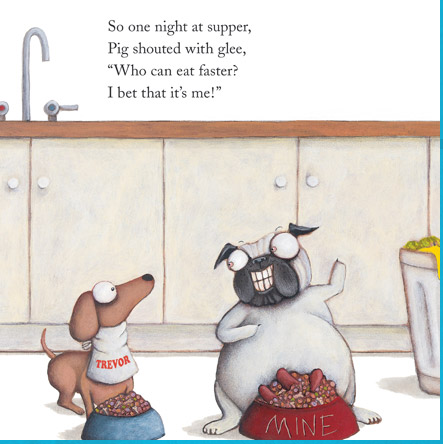 So one night at supper,
Pig shouted with glee,
“Who can eat faster?
I bet that it’s me!”
TREVOR
MINE